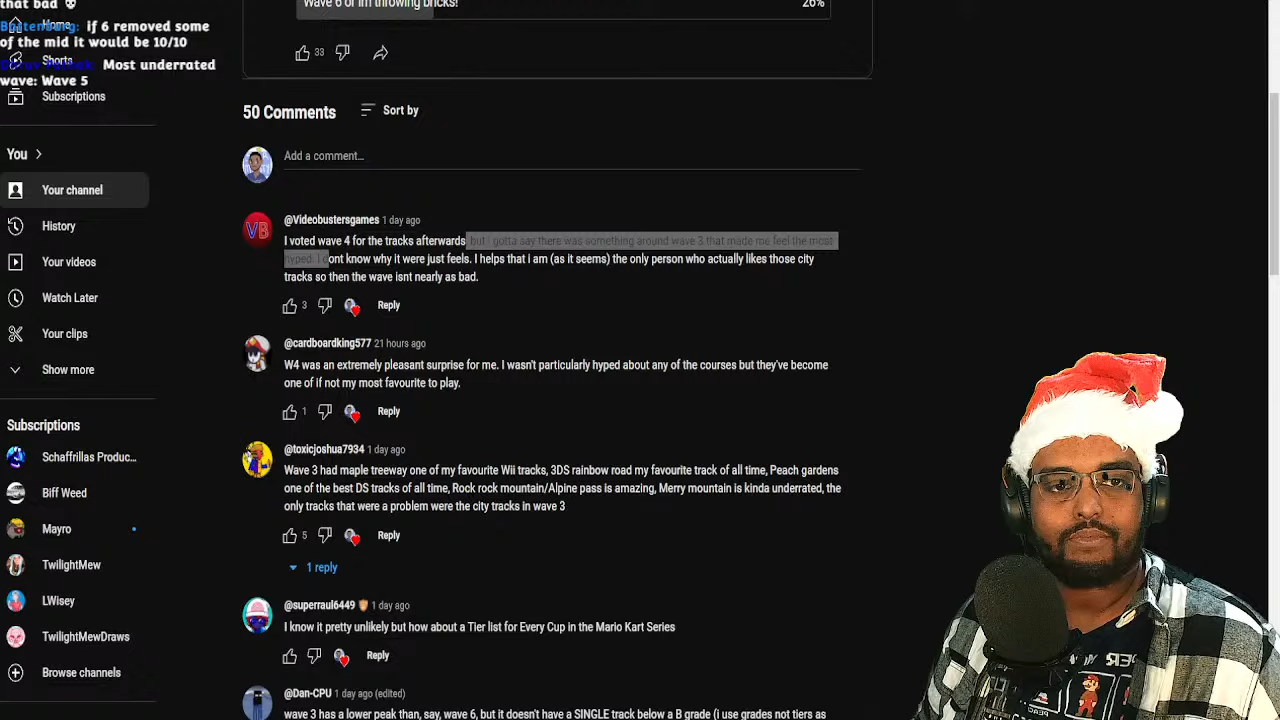 that bad 💀
Home
Bastenburg: if 6 removed some
of the mid it would be 10/10
Shorts
Most underrated
wave: Wave 5
Subscriptions
You
Your channel
History
Your videos
Watch Later
Your clips
Show more
Subscriptions
Schaffrillas Produc...
Biff Weed
Mayro
TwilightMew
LWisey
TwilightMewDraws
Browse channels
Wave 6 or im throwing bricks!
26%
33
50 Comments
Sort by
Add a comment...
@Videobustersgames 1 day ago
I voted wave 4 for the tracks afterwards but i gotta say there was something around wave 3 that made me feel the most
hyped. I dont know why it were just feels. I helps that i am (as it seems) the only person who actually likes those city
tracks so then the wave isnt nearly as bad.
3
Reply
@cardboardking577 21 hours ago
W4 was an extremely pleasant surprise for me. I wasn't particularly hyped about any of the courses but they've become
one of if not my most favourite to play.
1
Reply
@toxicjoshua7934 1 day ago
Wave 3 had maple treeway one of my favourite Wii tracks, 3DS rainbow road my favourite track of all time, Peach gardens
one of the best DS tracks of all time, Rock rock mountain/Alpine pass is amazing, Merry mountain is kinda underrated, the
only tracks that were a problem were the city tracks in wave 3
5
Reply
1 reply
@superraul6449 1 day ago
I know it pretty unlikely but how about a Tier list for Every Cup in the Mario Kart Series
Reply
@Dan-CPU 1 day ago (edited)
wave 3 has a lower peak than, say, wave 6, but it doesn't have a SINGLE track below a B grade (i use grades not tiers as
VB